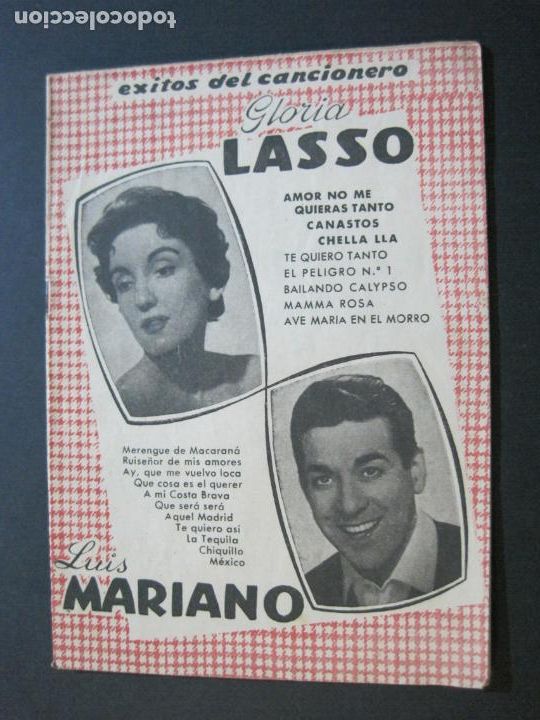 todocoleccion
exitos del cancionero
Gloria
LASSO
AMOR NO ME
QUIERAS TANTO
CANASTOS
CHELLA LLA
TE QUIERO TANTO
EL PELIGRO N.º 1
BAILANDO CALYPSO
MAMMA ROSA
AVE MARIA EN EL MORRO
Merengue de Macaraná
Ruiseñor de mis amores
Ay, que me vuelvo loca
Que cosa es el querer
A mi Costa Brava
Que será será
Aquel Madrid
Te quiero así
La Tequila
Chiquillo
México
Luis
MARIANO
todocoleccion.net